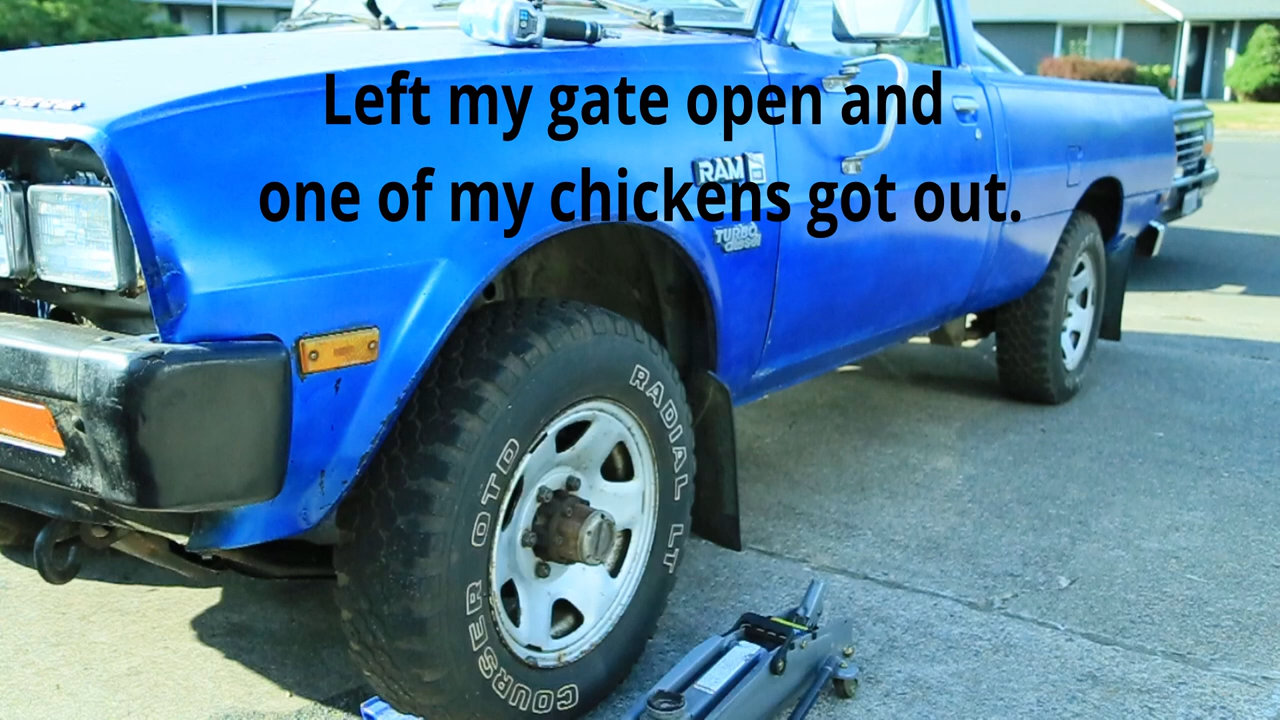 Left my gate open and
one of my chickens got out.
RAM
TURBO
diesel
RADIAL LT
COURSER OTD